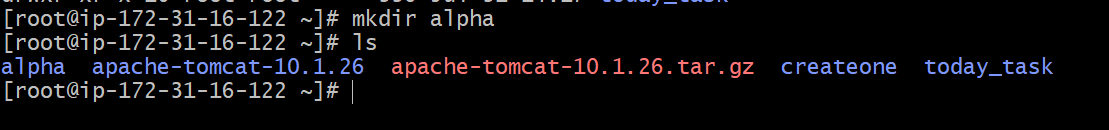 [root@ip-172-31-16-122 ~]# mkdir alpha
[root@ip-172-31-16-122 ~]# ls
alpha  apache-tomcat-10.1.26  apache-tomcat-10.1.26.tar.gz  createone  today_task
[root@ip-172-31-16-122 ~]#